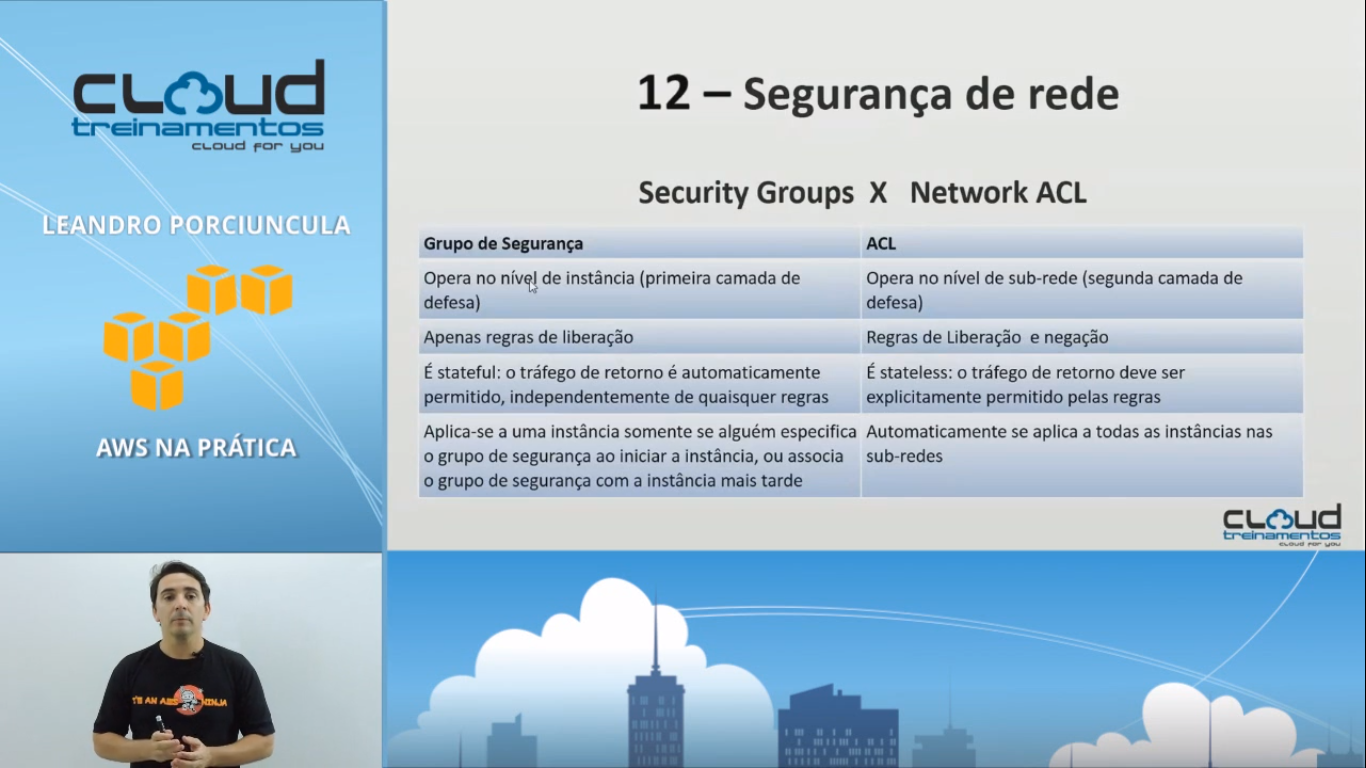 CLOUD
treinamentos
cloud for you
LEANDRO PORCIUNCULA
AWS NA PRÁTICA
12 – Segurança de rede
Security Groups X Network ACL
Grupo de Segurança
ACL
Opera no nível de instância (primeira camada de
defesa)
Opera no nível de sub-rede (segunda camada de
defesa)
Apenas regras de liberação
Regras de Liberação e negação
É stateful: o tráfego de retorno é automaticamente
permitido, independentemente de quaisquer regras
É stateless: o tráfego de retorno deve ser
explicitamente permitido pelas regras
Aplica-se a uma instância somente se alguém especifica
o grupo de segurança ao iniciar a instância, ou associa
o grupo de segurança com a instância mais tarde
Automaticamente se aplica a todas as instâncias nas
sub-redes
CLOUD
treinamentos
cloud for you
AN AWS NINJA